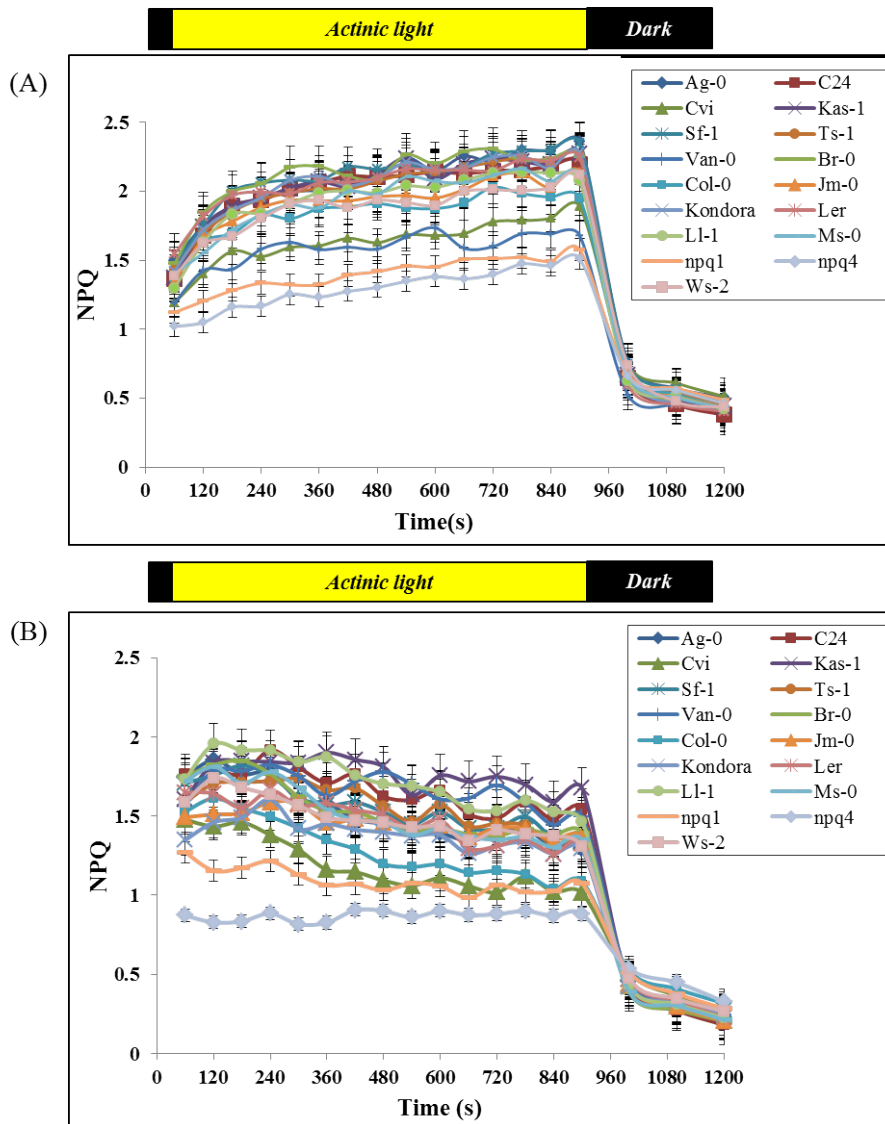 Actinic light Dark
(A)
Ag-0 C24
Cvi Kas-1
Sf-1 Ts-1
Van-0 Br-0
Col-0 Jm-0
Kondora Ler
Ll-1 Ms-0
npq1 npq4
Ws-2
NPQ
2.5
2
1.5
1
0.5
0
0 120 240 360 480 600 720 840 960 1080 1200
Time(s)
Actinic light Dark
(B)
Ag-0 C24
Cvi Kas-1
Sf-1 Ts-1
Van-0 Br-0
Col-0 Jm-0
Kondora Ler
Ll-1 Ms-0
npq1 npq4
Ws-2
NPQ
2.5
2
1.5
1
0.5
0
0 120 240 360 480 600 720 840 960 1080 1200
Time (s)